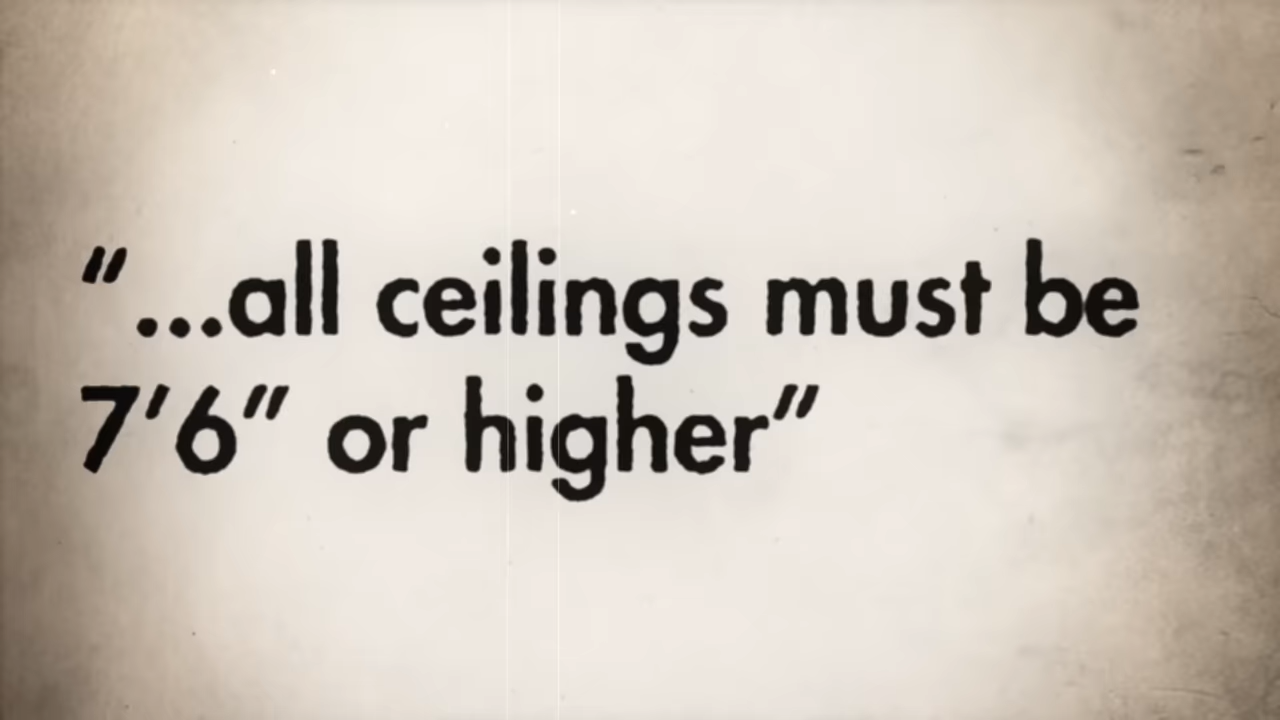 “...all ceilings must be
7’6” or higher”